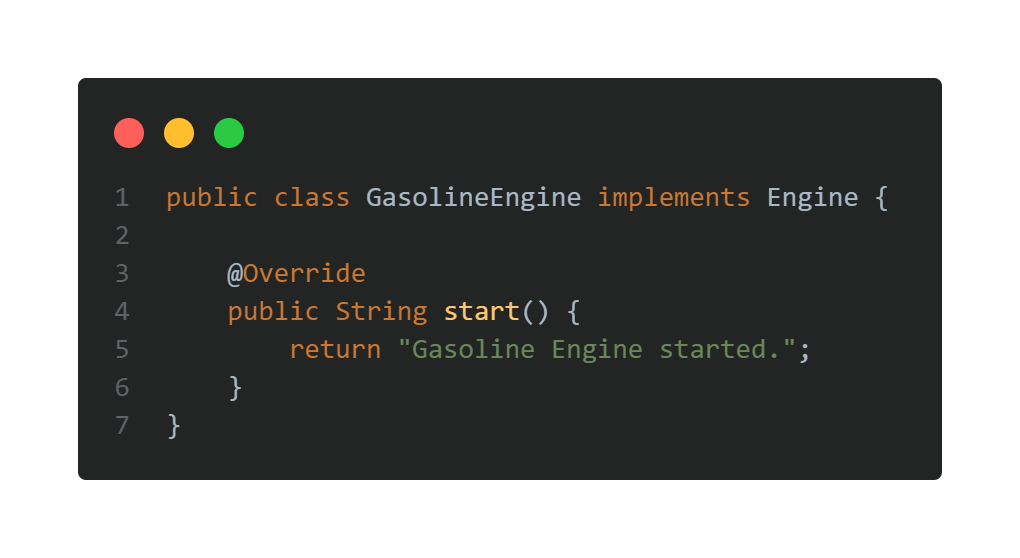 1 public class GasolineEngine implements Engine {
2
3     @Override
4     public String start() {
5         return "Gasoline Engine started.";
6     }
7 }